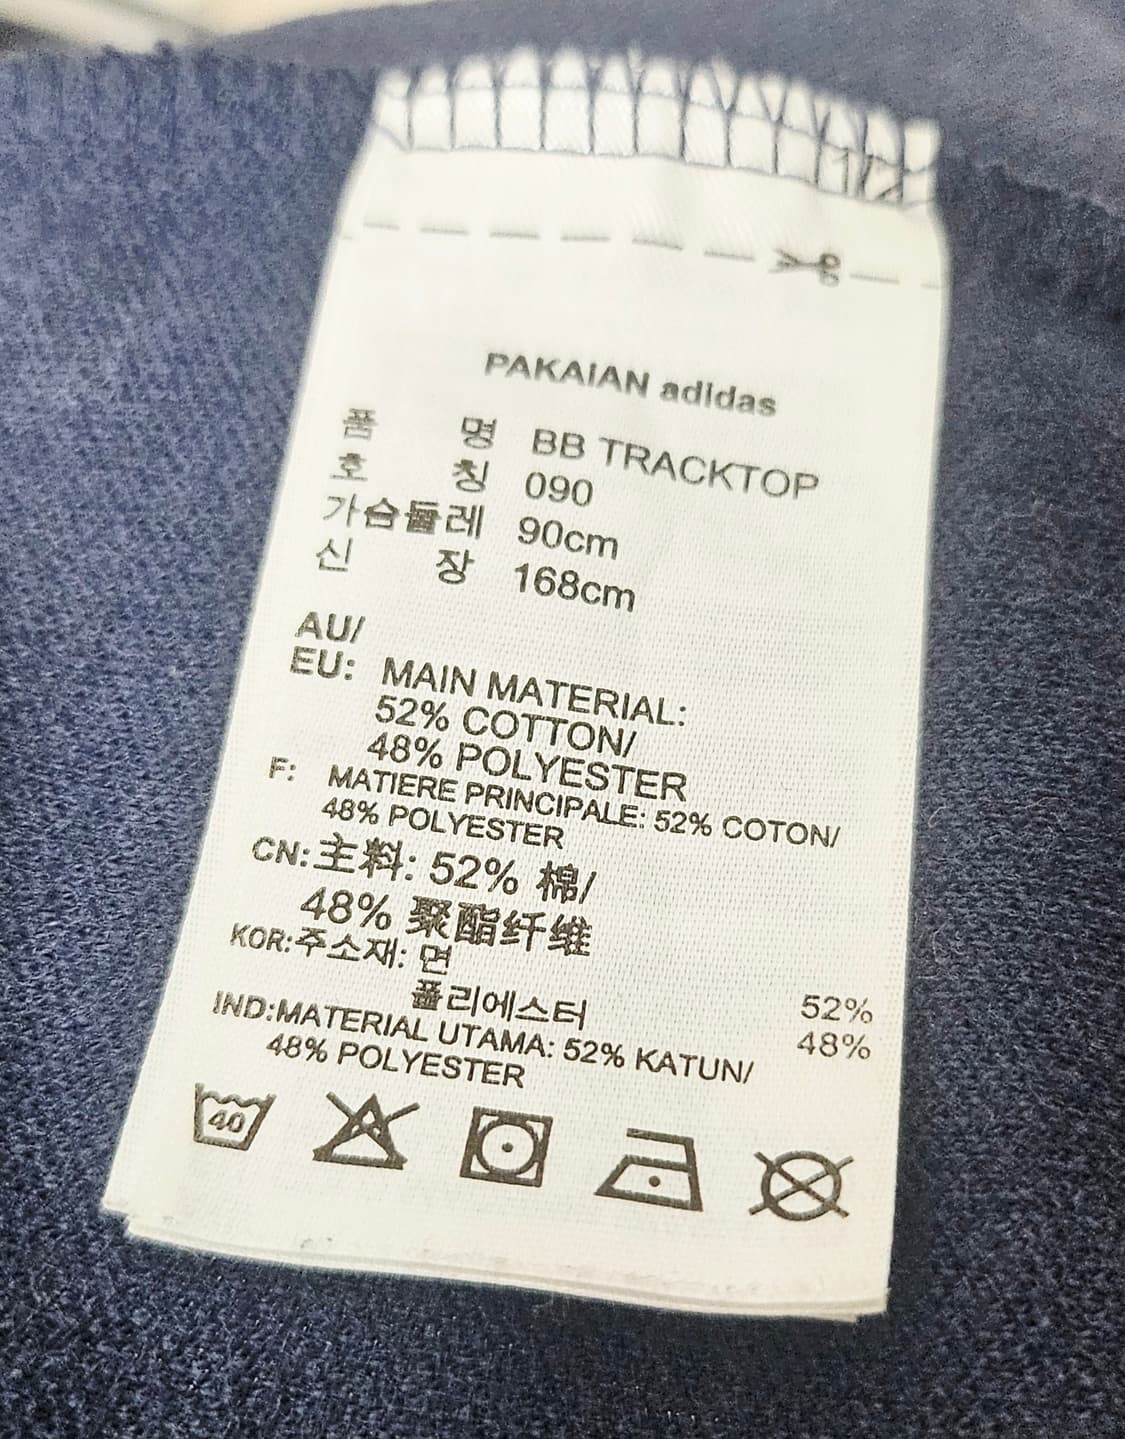 1/2
PAKAIAN adidas
품 명 BB TRACKTOP
호 칭 090
가슴둘레 90cm
신 장 168cm
AU/
EU: MAIN MATERIAL:
52% COTTON/
48% POLYESTER
F: MATIERE PRINCIPALE: 52% COTON/
48% POLYESTER
CN:主料: 52% 棉/
48% 聚酯纤维
KOR:주소재: 면 52%
폴리에스터 48%
IND:MATERIAL UTAMA: 52% KATUN/
48% POLYESTER
40